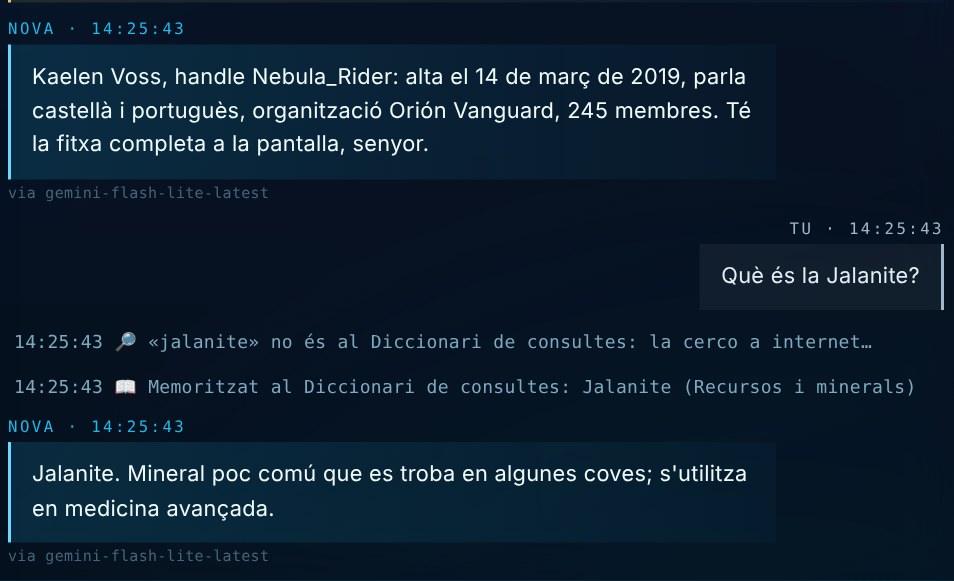 NOVA · 14:25:43
Kaelen Voss, handle Nebula_Rider: alta el 14 de març de 2019, parla
castellà i portuguès, organització Orión Vanguard, 245 membres. Té
la fitxa completa a la pantalla, senyor.
via gemini-flash-lite-latest
TU · 14:25:43
Què és la Jalanite?
14:25:43 🔎 «jalanite» no és al Diccionari de consultes: la cerco a internet…
14:25:43 📖 Memoritzat al Diccionari de consultes: Jalanite (Recursos i minerals)
NOVA · 14:25:43
Jalanite. Mineral poc comú que es troba en algunes coves; s'utilitza
en medicina avançada.
via gemini-flash-lite-latest